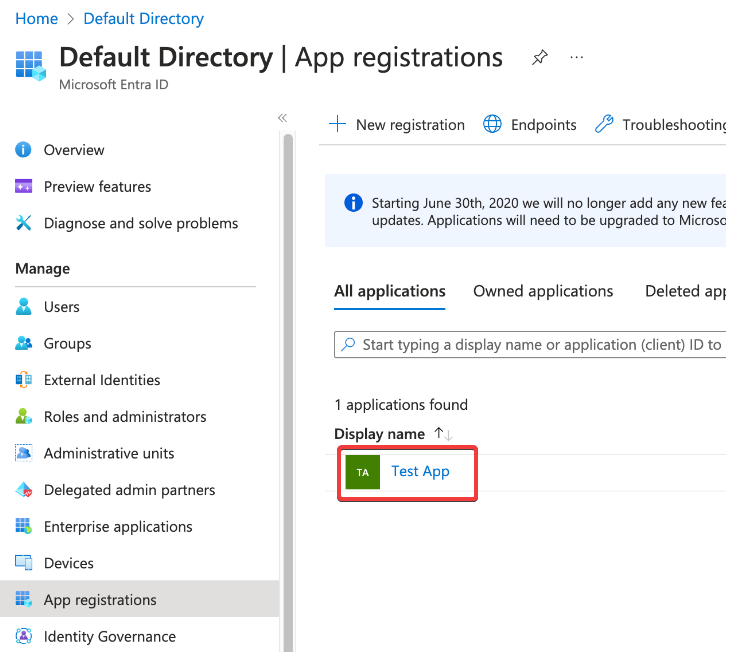 Home > Default Directory
Default Directory | App registrations
Microsoft Entra ID
Overview
Preview features
Diagnose and solve problems
Manage
Users
Groups
External Identities
Roles and administrators
Administrative units
Delegated admin partners
Enterprise applications
Devices
App registrations
Identity Governance
New registration Endpoints Troubleshooting
Starting June 30th, 2020 we will no longer add any new fea
updates. Applications will need to be upgraded to Microso
All applications Owned applications Deleted app
Start typing a display name or application (client) ID to
1 applications found
Display name
TA Test App